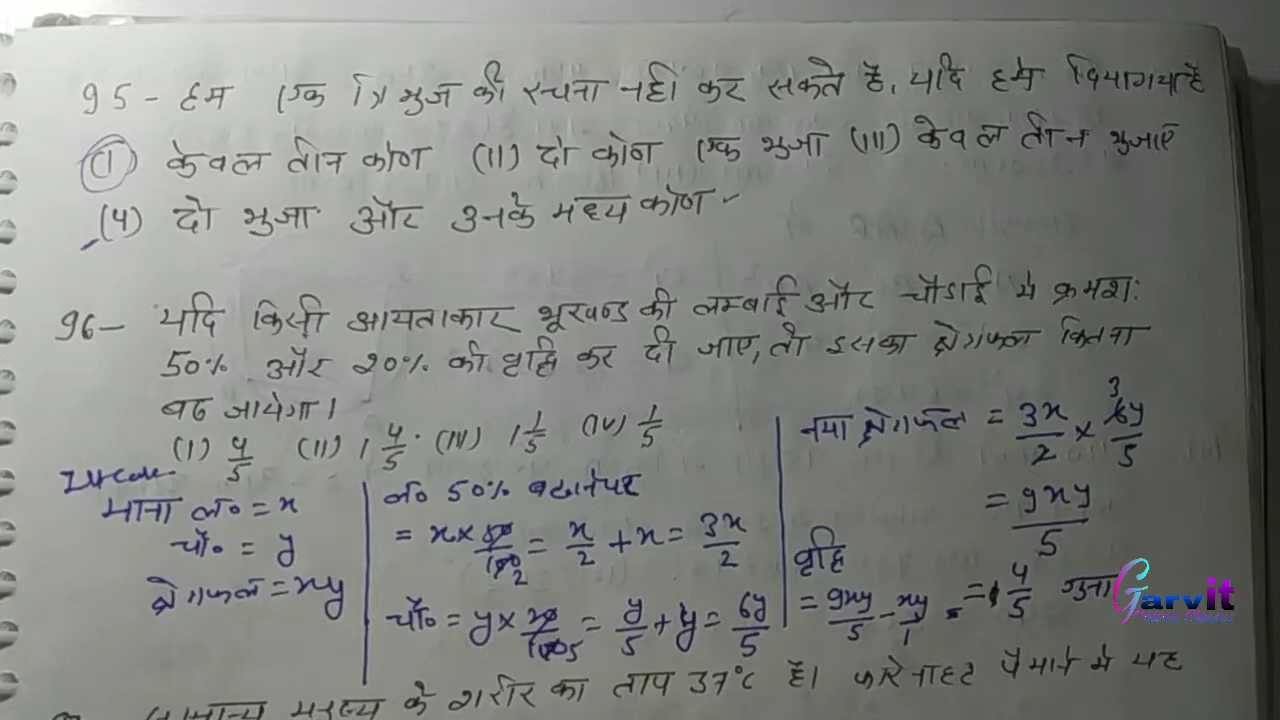 95 - हम एक त्रिभुज की रचना नहीं कर सकते है, यदि हमे दियागया है
(I) केवल तीन कोण (II) दो कोण एक भुजा (III) केवल तीन भुजाएं
(4) दो भुजा और उनके मध्य कोण
96 - यदि किसी आयताकार भूखण्ड की लम्बाई और चौडाई मे क्रमशः
50% और 20% की वृद्धि कर दी जाए, तो इसका क्षेत्रफल कितना
बढ जायेगा।
(I) 4/5 (II) 1 4/5 (IV) 1 1/5 (IV) 1/5
माना ल० = x
चौ० = y
क्षेत्रफल = xy
ल० 50% बढानेपर
= x × 50/100 2 = x/2 + x = 3x/2
चौ० = y × 20/100 5 = y/5 + y = 6y/5
नया क्षेत्रफल = 3x/2 × 3 6y/5
= 9xy/5
वृद्धि
= 9xy/5 - xy/1 = 4/5 गुना
Garvit
सामान्य मनुष्य के शरीर का ताप 37°C है। फारेनाहाट पैमाने मे यह